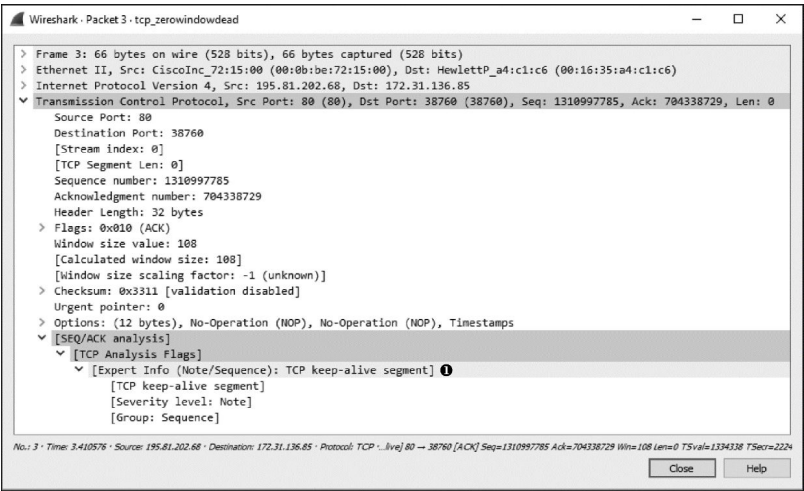 Wireshark · Packet 3 · tcp_zerowindowdead
> Frame 3: 66 bytes on wire (528 bits), 66 bytes captured (528 bits)
> Ethernet II, Src: CiscoInc_72:15:00 (00:0b:be:72:15:00), Dst: HewlettP_a4:c1:c6 (00:16:35:a4:c1:c6)
> Internet Protocol Version 4, Src: 195.81.202.68, Dst: 172.31.136.85
Transmission Control Protocol, Src Port: 80 (80), Dst Port: 38760 (38760), Seq: 1310997785, Ack: 704338729, Len: 0
Source Port: 80
Destination Port: 38760
[Stream index: 0]
[TCP Segment Len: 0]
Sequence number: 1310997785
Acknowledgment number: 704338729
Header Length: 32 bytes
> Flags: 0x010 (ACK)
Window size value: 108
[Calculated window size: 108]
[Window size scaling factor: -1 (unknown)]
> Checksum: 0x3311 [validation disabled]
Urgent pointer: 0
> Options: (12 bytes), No-Operation (NOP), No-Operation (NOP), Timestamps
[SEQ/ACK analysis]
[TCP Analysis Flags]
[Expert Info (Note/Sequence): TCP keep-alive segment] ❶
[TCP keep-alive segment]
[Severity level: Note]
[Group: Sequence]
No.: 3 · Time: 3.410576 · Source: 195.81.202.68 · Destination: 172.31.136.85 · Protocol: TCP ·...live] 80 → 38760 [ACK] Seq=1310997785 Ack=704338729 Win=108 Len=0 TSval=1334338 TSecr=2224
Close Help